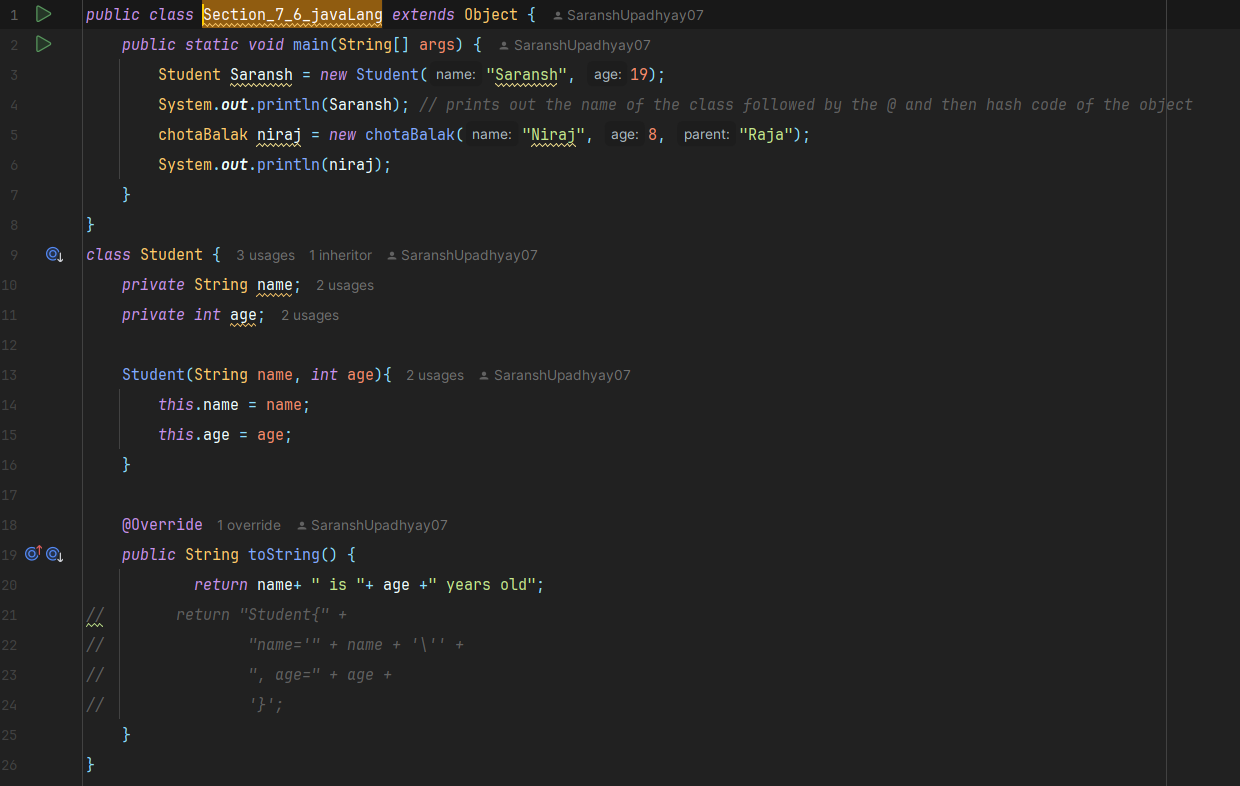 1 public class Section_7_6_javaLang extends Object { SaranshUpadhyay07
2 public static void main(String[] args) { SaranshUpadhyay07
3 Student Saransh = new Student( name: "Saransh", age: 19);
4 System.out.println(Saransh); // prints out the name of the class followed by the @ and then hash code of the object
5 chotaBalak niraj = new chotaBalak( name: "Niraj", age: 8, parent: "Raja");
6 System.out.println(niraj);
7 }
8 }
9 class Student { 3 usages 1 inheritor SaranshUpadhyay07
10 private String name; 2 usages
11 private int age; 2 usages
12
13 Student(String name, int age){ 2 usages SaranshUpadhyay07
14 this.name = name;
15 this.age = age;
16 }
17
18 @Override 1 override SaranshUpadhyay07
19 public String toString() {
20 return name+ " is "+ age +" years old";
21 // return "Student{" +
22 // "name='" + name + '\'' +
23 // ", age=" + age +
24 // '}';
25 }
26 }